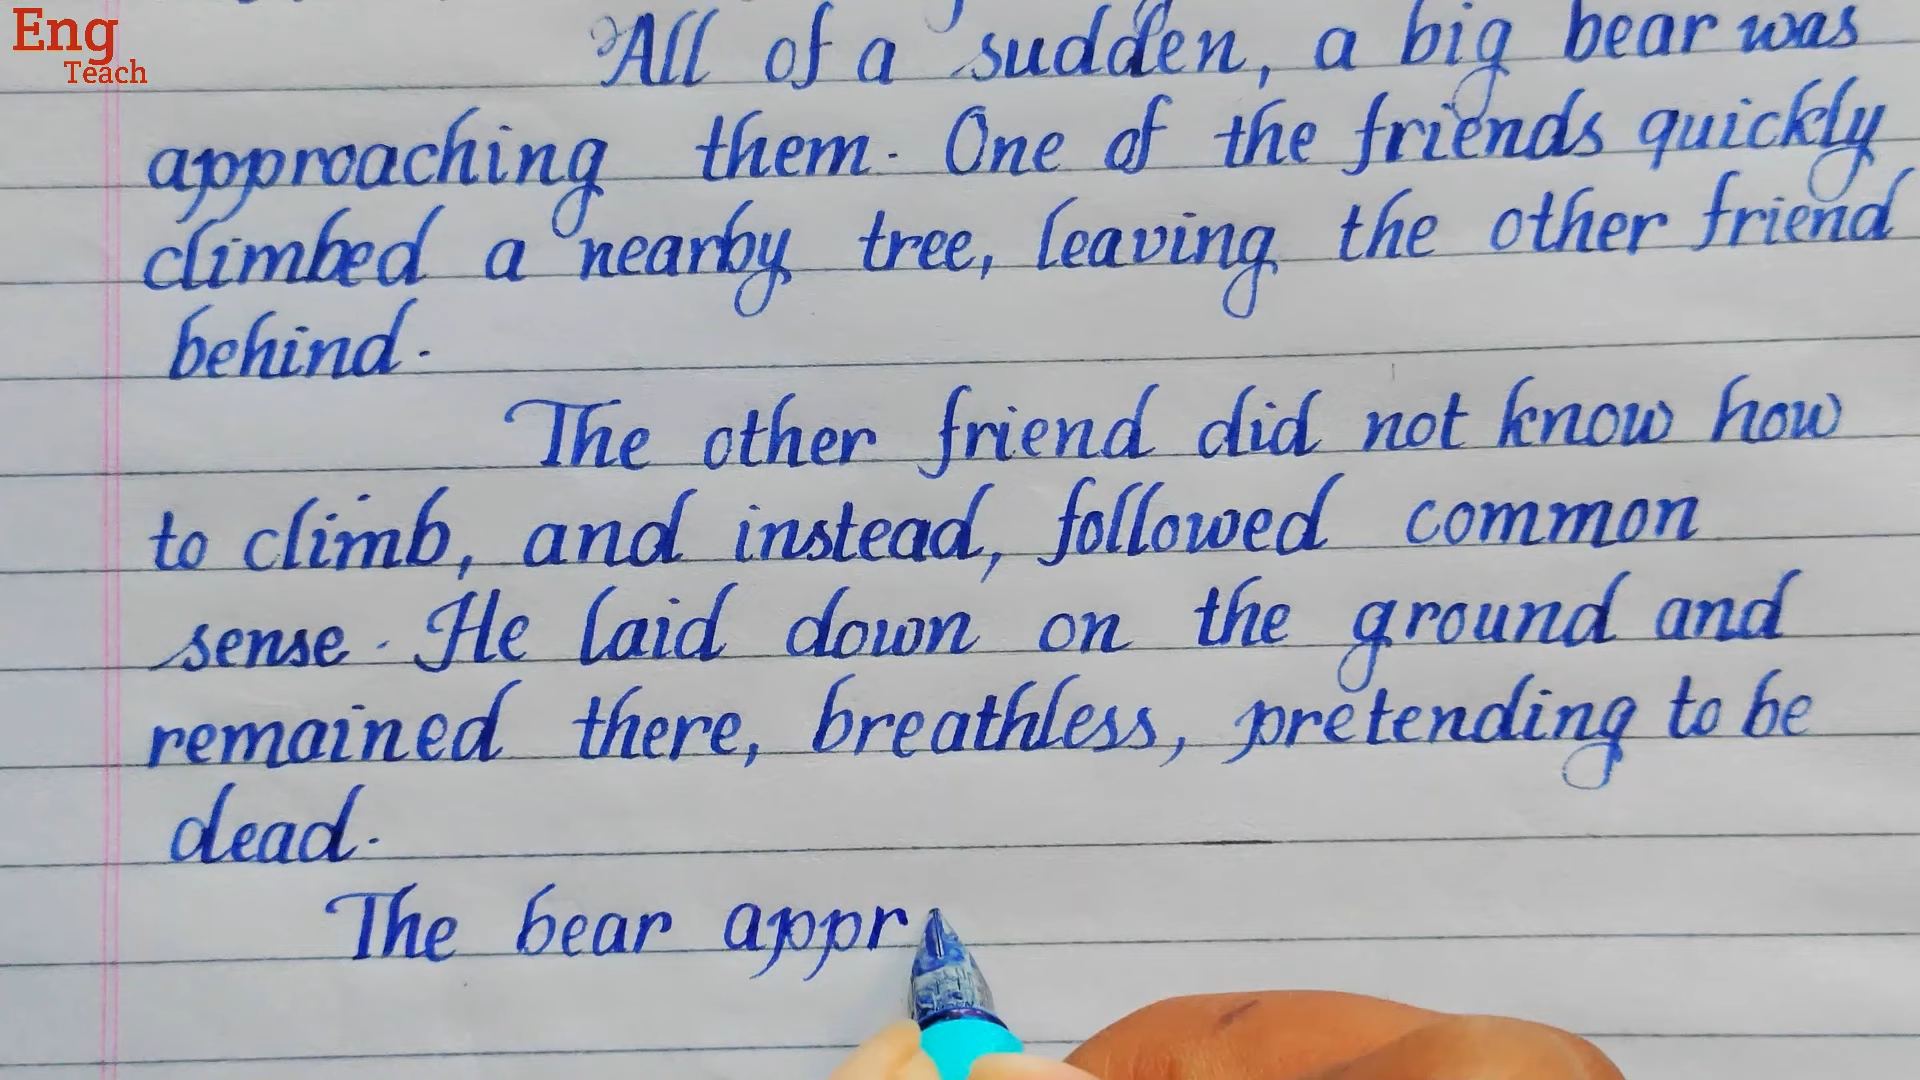 Eng
Teach
All of a sudden, a big bear was
approaching them. One of the friends quickly
climbed a nearby tree, leaving the other friend
behind.
The other friend did not know how
to climb, and instead, followed common
sense. He laid down on the ground and
remained there, breathless, pretending to be
dead.
The bear appr